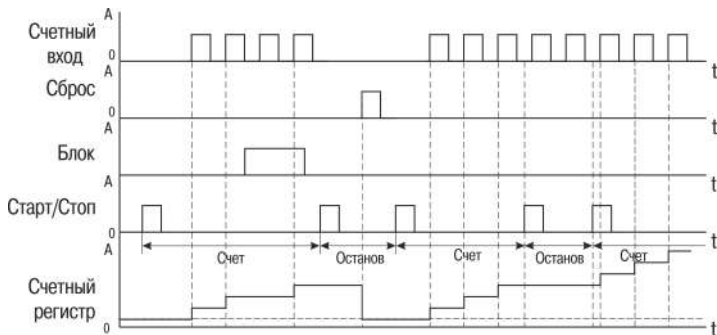 A
Счетный
вход
0
t
A
Сброс
0
t
A
Блок
A
t
Старт/Стоп
0
t
A
Счет
Останов
Счет
Останов
Счет
Счетный
регистр
0
t